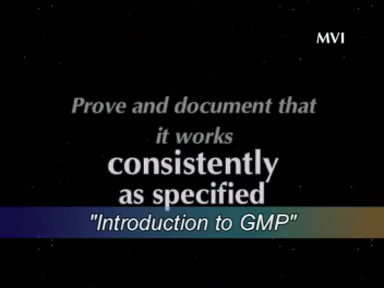 MVI
Prove and document that
it works
consistently
as specified
"Introduction to GMP"